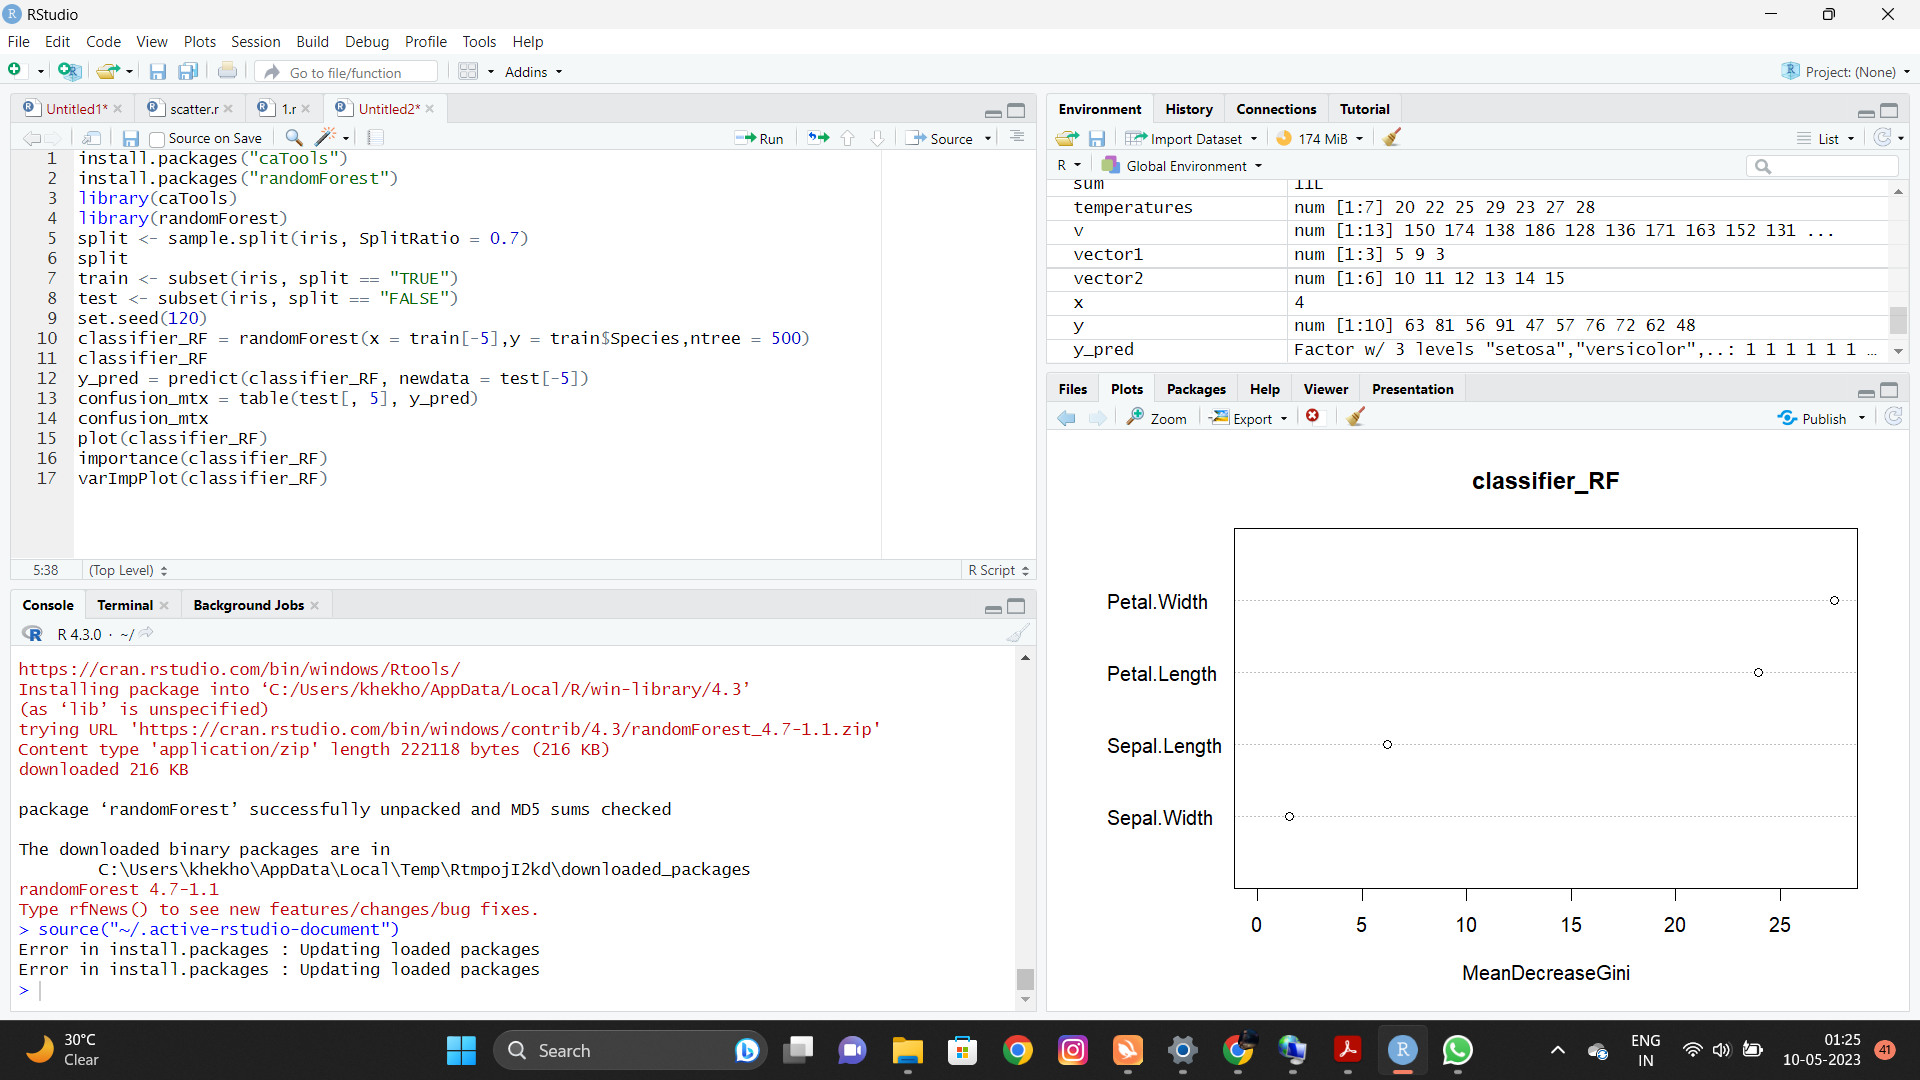 RStudio
File Edit Code View Plots Session Build Debug Profile Tools Help
Go to file/function Addins Project: (None)
Untitled1* scatter.r 1.r Untitled2*
Source on Save Run Source
1 install.packages("caTools")
2 install.packages("randomForest")
3 library(caTools)
4 library(randomForest)
5 split <- sample.split(iris, SplitRatio = 0.7)
6 split
7 train <- subset(iris, split == "TRUE")
8 test <- subset(iris, split == "FALSE")
9 set.seed(120)
10 classifier_RF = randomForest(x = train[-5],y = train$Species,ntree = 500)
11 classifier_RF
12 y_pred = predict(classifier_RF, newdata = test[-5])
13 confusion_mtx = table(test[, 5], y_pred)
14 confusion_mtx
15 plot(classifier_RF)
16 importance(classifier_RF)
17 varImpPlot(classifier_RF)
5:38 (Top Level) R Script
Console Terminal Background Jobs
R 4.3.0 · ~/
https://cran.rstudio.com/bin/windows/Rtools/
Installing package into ‘C:/Users/khekho/AppData/Local/R/win-library/4.3’
(as ‘lib’ is unspecified)
trying URL 'https://cran.rstudio.com/bin/windows/contrib/4.3/randomForest_4.7-1.1.zip'
Content type 'application/zip' length 222118 bytes (216 KB)
downloaded 216 KB
package ‘randomForest’ successfully unpacked and MD5 sums checked
The downloaded binary packages are in
C:\Users\khekho\AppData\Local\Temp\RtmpojI2kd\downloaded_packages
randomForest 4.7-1.1
Type rfNews() to see new features/changes/bug fixes.
> source("~/.active-rstudio-document")
Error in install.packages : Updating loaded packages
Error in install.packages : Updating loaded packages
>
Environment History Connections Tutorial
Import Dataset 174 MiB List
R Global Environment
sum 11L
temperatures num [1:7] 20 22 25 29 23 27 28
v num [1:13] 150 174 138 186 128 136 171 163 152 131 ...
vector1 num [1:3] 5 9 3
vector2 num [1:6] 10 11 12 13 14 15
x 4
y num [1:10] 63 81 56 91 47 57 76 72 62 48
y_pred Factor w/ 3 levels "setosa","versicolor",..: 1 1 1 1 1 1 ...
Files Plots Packages Help Viewer Presentation
Zoom Export Publish
classifier_RF
Petal.Width
Petal.Length
Sepal.Length
Sepal.Width
0 5 10 15 20 25
MeanDecreaseGini
30°C
Clear
Search
ENG
IN
01:25
10-05-2023
41